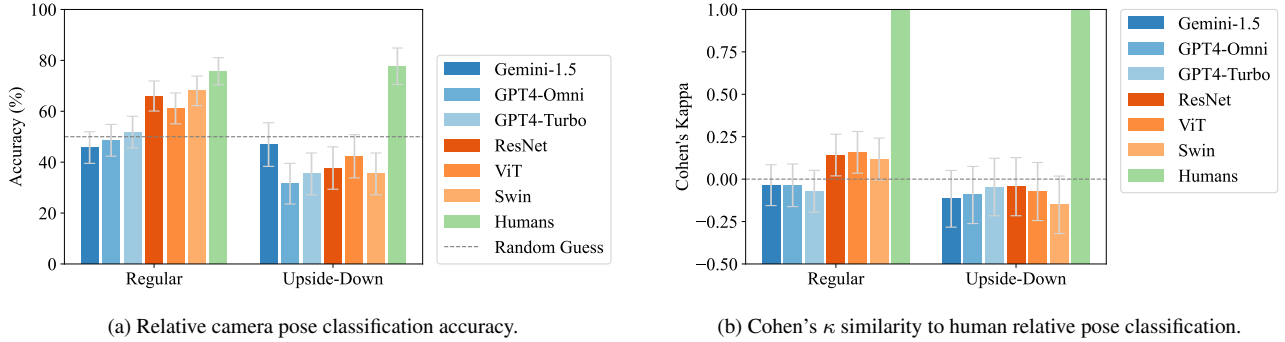 100
80
60
40
20
0
Accuracy (%)
Regular
Upside-Down
Gemini-1.5
GPT4-Omni
GPT4-Turbo
ResNet
ViT
Swin
Humans
Random Guess
(a) Relative camera pose classification accuracy.
1.00
0.75
0.50
0.25
0.00
−0.25
−0.50
Cohen's Kappa
Regular
Upside-Down
Gemini-1.5
GPT4-Omni
GPT4-Turbo
ResNet
ViT
Swin
Humans
(b) Cohen's κ similarity to human relative pose classification.